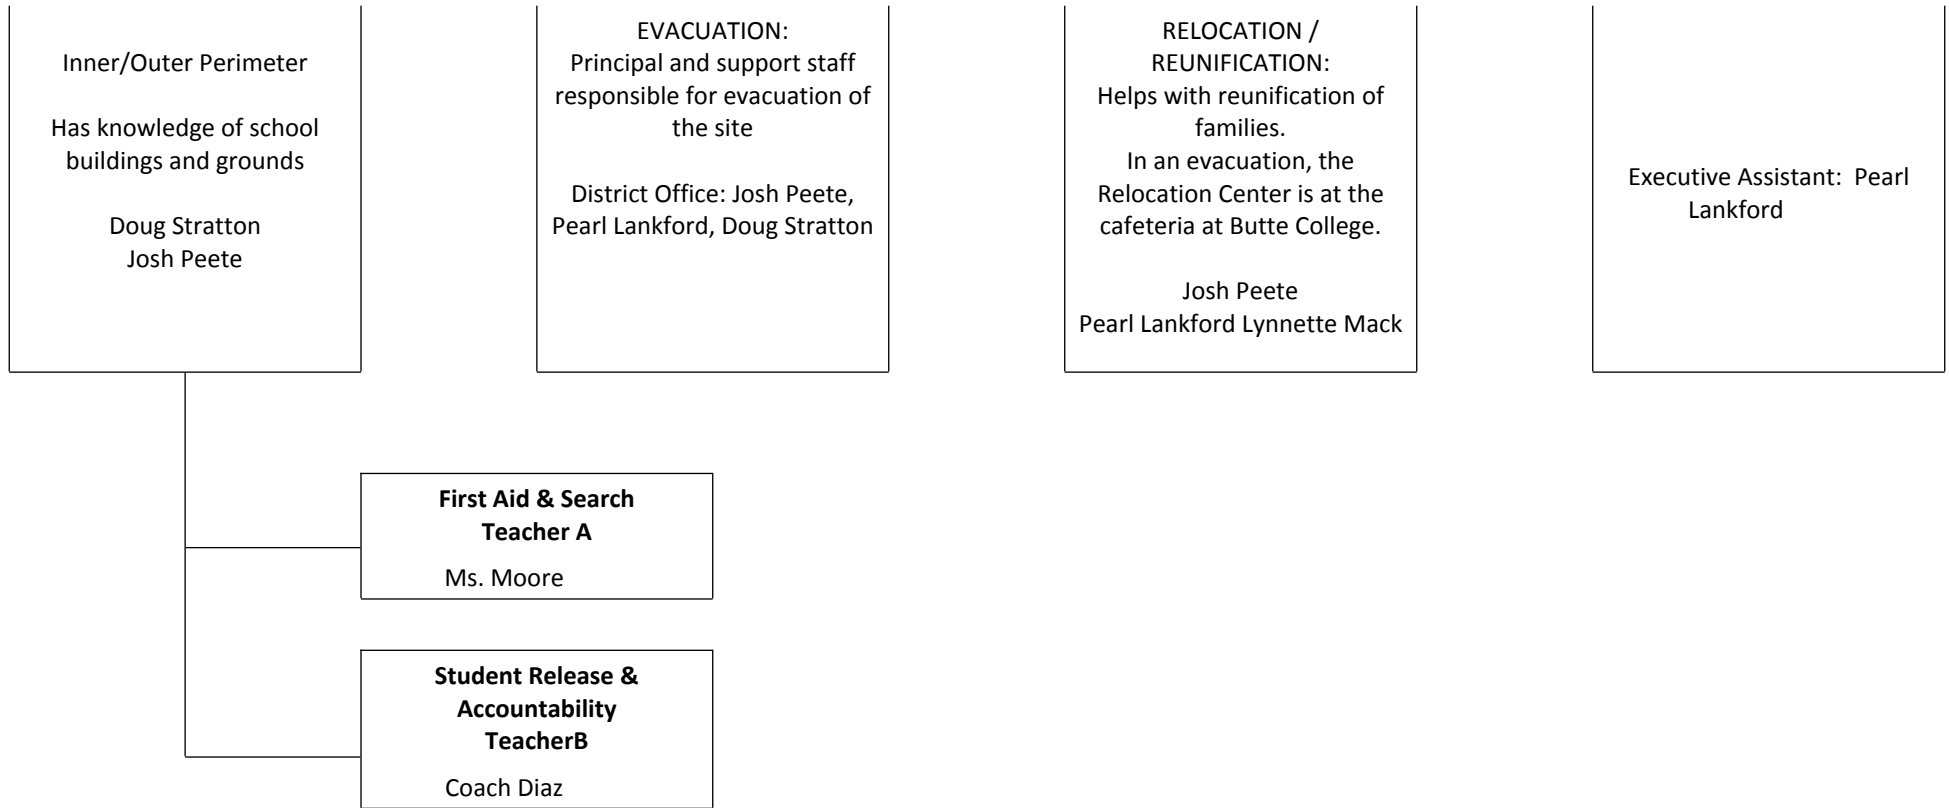 Inner/Outer Perimeter
Has knowledge of school
buildings and grounds
Doug Stratton
Josh Peete
EVACUATION:
Principal and support staff
responsible for evacuation of
the site
District Office: Josh Peete,
Pearl Lankford, Doug Stratton
RELOCATION /
REUNIFICATION:
Helps with reunification of
families.
In an evacuation, the
Relocation Center is at the
cafeteria at Butte College.
Josh Peete
Pearl Lankford Lynnette Mack
Executive Assistant: Pearl
Lankford
First Aid & Search
Teacher A
Ms. Moore
Student Release &
Accountability
TeacherB
Coach Diaz